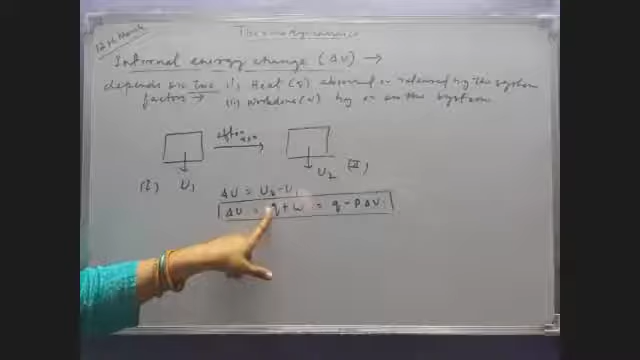 12th March
Thermodynamics
Internal energy change (ΔU) →
depends on two (i) Heat (q) absorbed or released by the system
factors → (ii) Workdone (w) by or on the system
after
(I) U₁ U₂ (II)
ΔU = U₂ - U₁
ΔU = q + W = q - PΔV